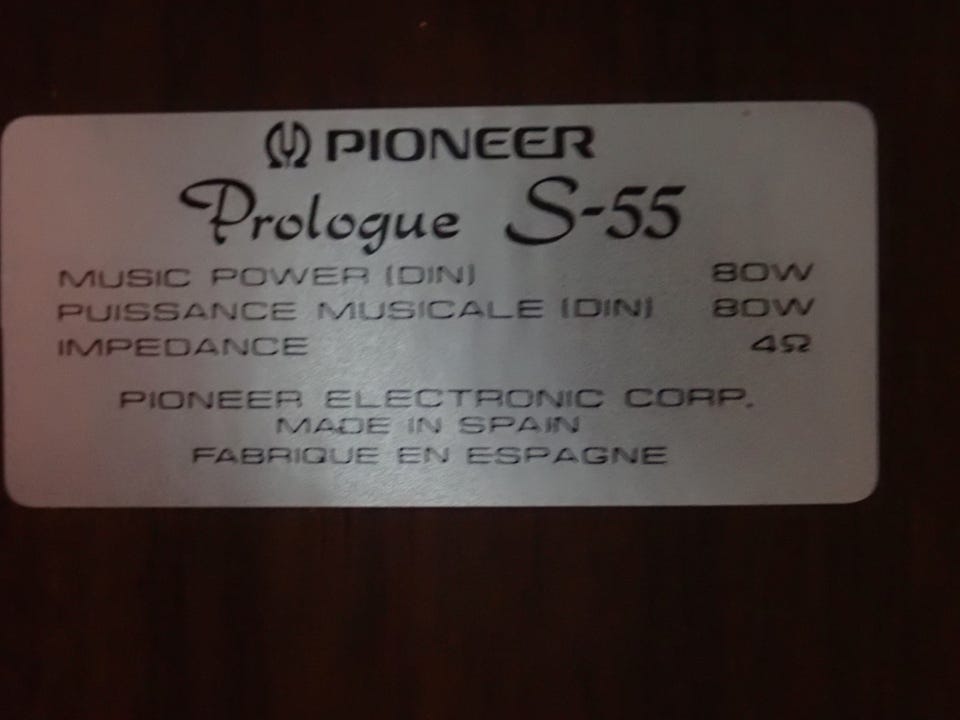 PIONEER
Prologue S-55
MUSIC POWER (DIN) 80W
PUISSANCE MUSICALE (DIN) 80W
IMPEDANCE 4Ω
PIONEER ELECTRONIC CORP.
MADE IN SPAIN
FABRIQUE EN ESPAGNE